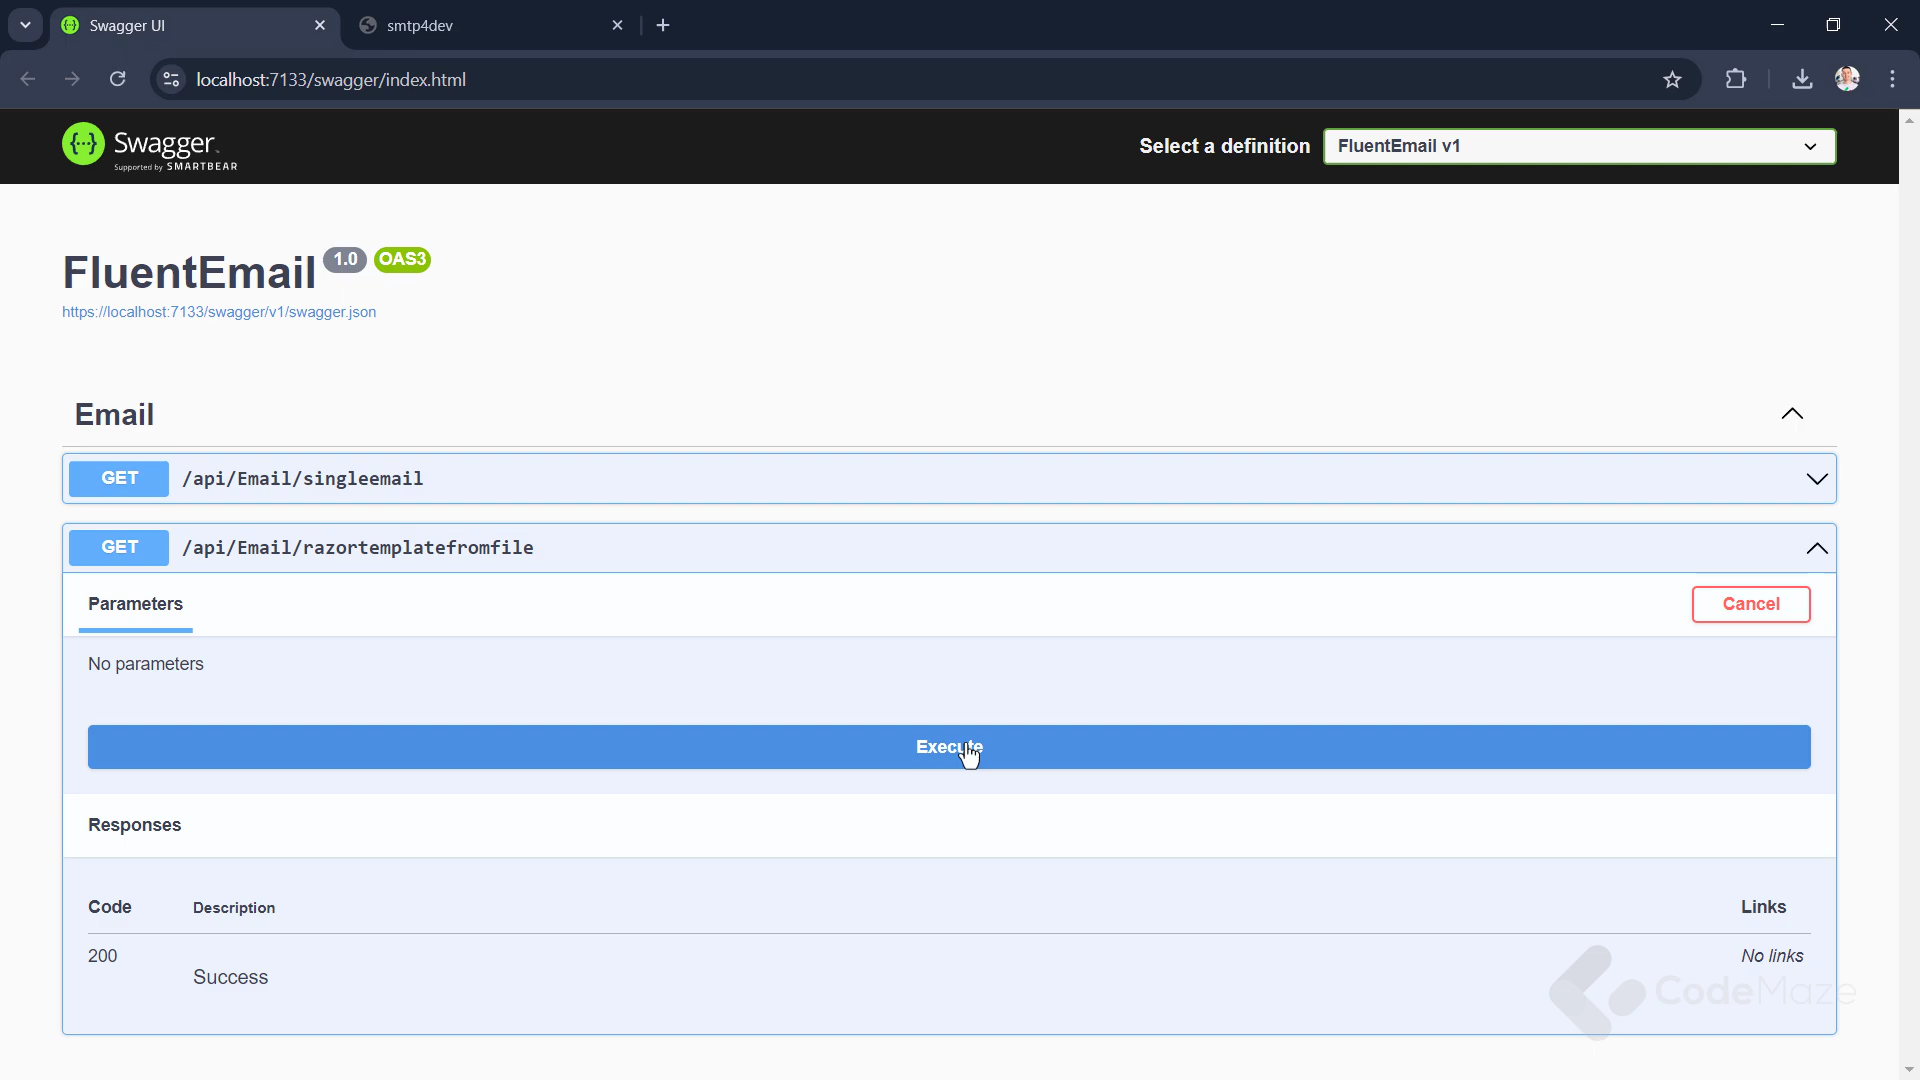 Swagger UI
smtp4dev
localhost:7133/swagger/index.html
Swagger.
Supported by SMARTBEAR
Select a definition
FluentEmail v1
FluentEmail 1.0 OAS3
https://localhost:7133/swagger/v1/swagger.json
Email
GET /api/Email/singleemail
GET /api/Email/razortemplatefromfile
Parameters
Cancel
No parameters
Execute
Responses
Code Description Links
200 No links
Success
CodeMaze